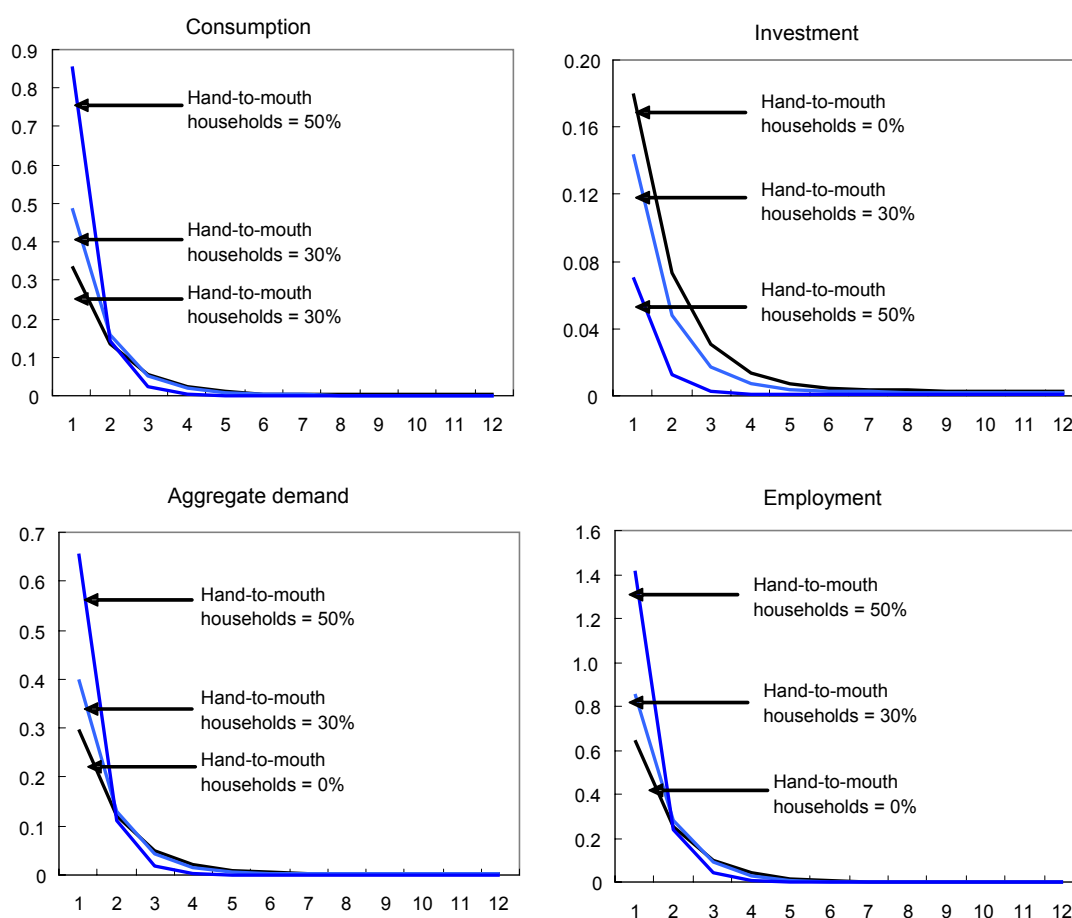 Consumption
0.9
0.8
0.7
0.6
0.5
0.4
0.3
0.2
0.1
0
Hand-to-mouth
households = 50%
Hand-to-mouth
households = 30%
Hand-to-mouth
households = 30%
1 2 3 4 5 6 7 8 9 10 11 12
Investment
0.20
0.16
0.12
0.08
0.04
0
Hand-to-mouth
households = 0%
Hand-to-mouth
households = 30%
Hand-to-mouth
households = 50%
1 2 3 4 5 6 7 8 9 10 11 12
Aggregate demand
0.7
0.6
0.5
0.4
0.3
0.2
0.1
0
Hand-to-mouth
households = 50%
Hand-to-mouth
households = 30%
Hand-to-mouth
households = 0%
1 2 3 4 5 6 7 8 9 10 11 12
Employment
1.6
1.4
1.2
1.0
0.8
0.6
0.4
0.2
0
Hand-to-mouth
households = 50%
Hand-to-mouth
households = 30%
Hand-to-mouth
households = 0%
1 2 3 4 5 6 7 8 9 10 11 12